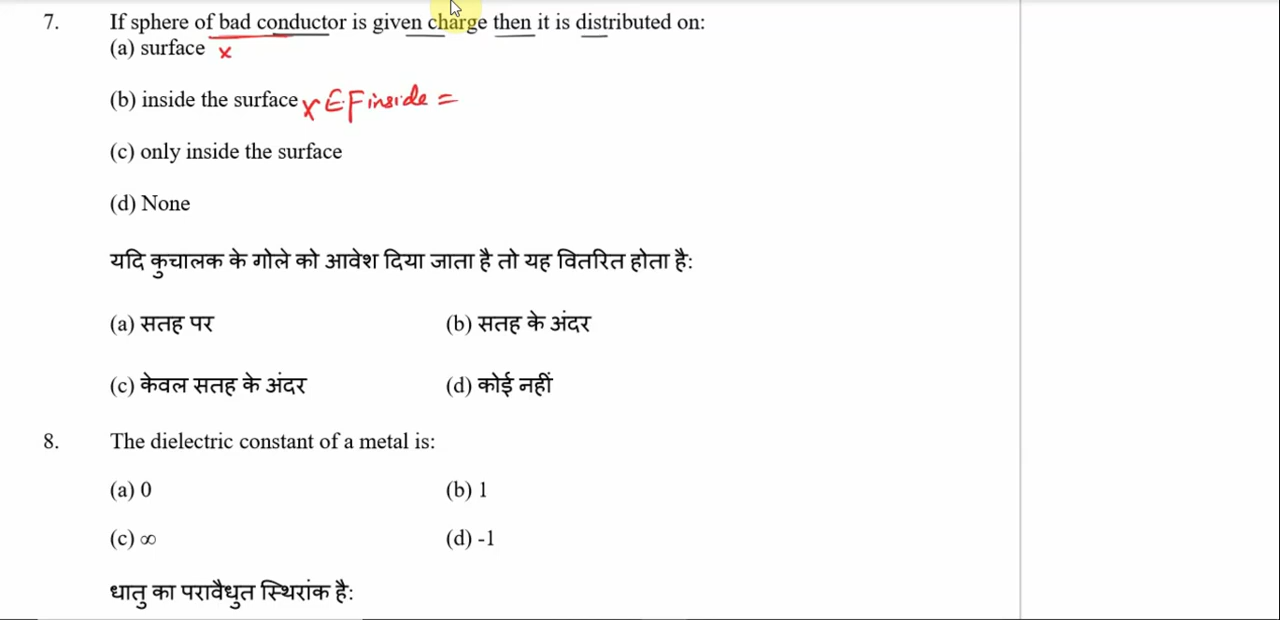 7. If sphere of bad conductor is given charge then it is distributed on:
(a) surface x
(b) inside the surface x E.F inside =
(c) only inside the surface
(d) None
यदि कुचालक के गोले को आवेश दिया जाता है तो यह वितरित होता है:
(a) सतह पर (b) सतह के अंदर
(c) केवल सतह के अंदर (d) कोई नहीं
8. The dielectric constant of a metal is:
(a) 0 (b) 1
(c) ∞ (d) -1
धातु का परावैधुत स्थिरांक है: